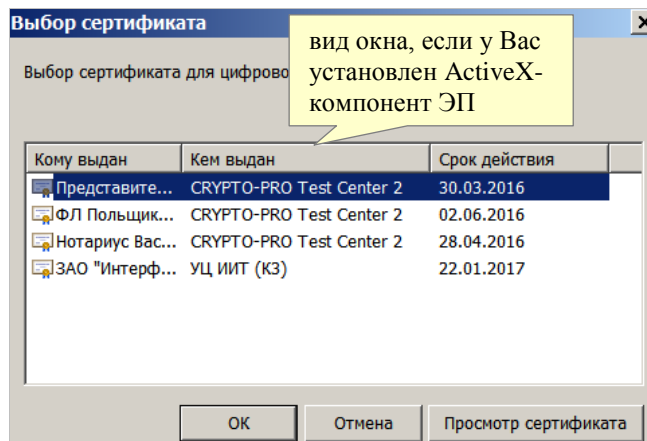 Выбор сертификата
вид окна, если у Вас
установлен ActiveX-
компонент ЭП
Выбор сертификата для цифрово
Кому выдан Кем выдан Срок действия
Представите... CRYPTO-PRO Test Center 2 30.03.2016
ФЛ Польщик... CRYPTO-PRO Test Center 2 02.06.2016
Нотариус Вас... CRYPTO-PRO Test Center 2 28.04.2016
ЗАО "Интерф... УЦ ИИТ (К3) 22.01.2017
ОК Отмена Просмотр сертификата